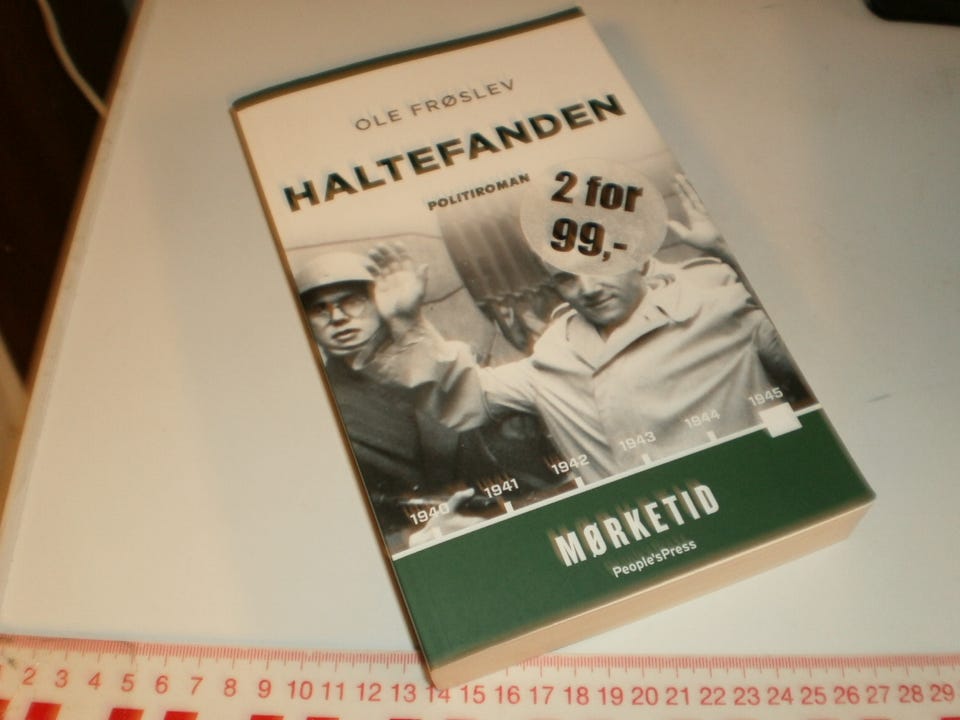 OLE FRØSLEV
HALTEFANDEN
POLITIROMAN
2 for
99,-
1940 1941 1942 1943 1944 1945
MØRKETID
People'sPress
2 3 4 5 6 7 8 9 10 11 12 13 14 15 16 17 18 19 20 21 22 23 24 25 26 27 28 29